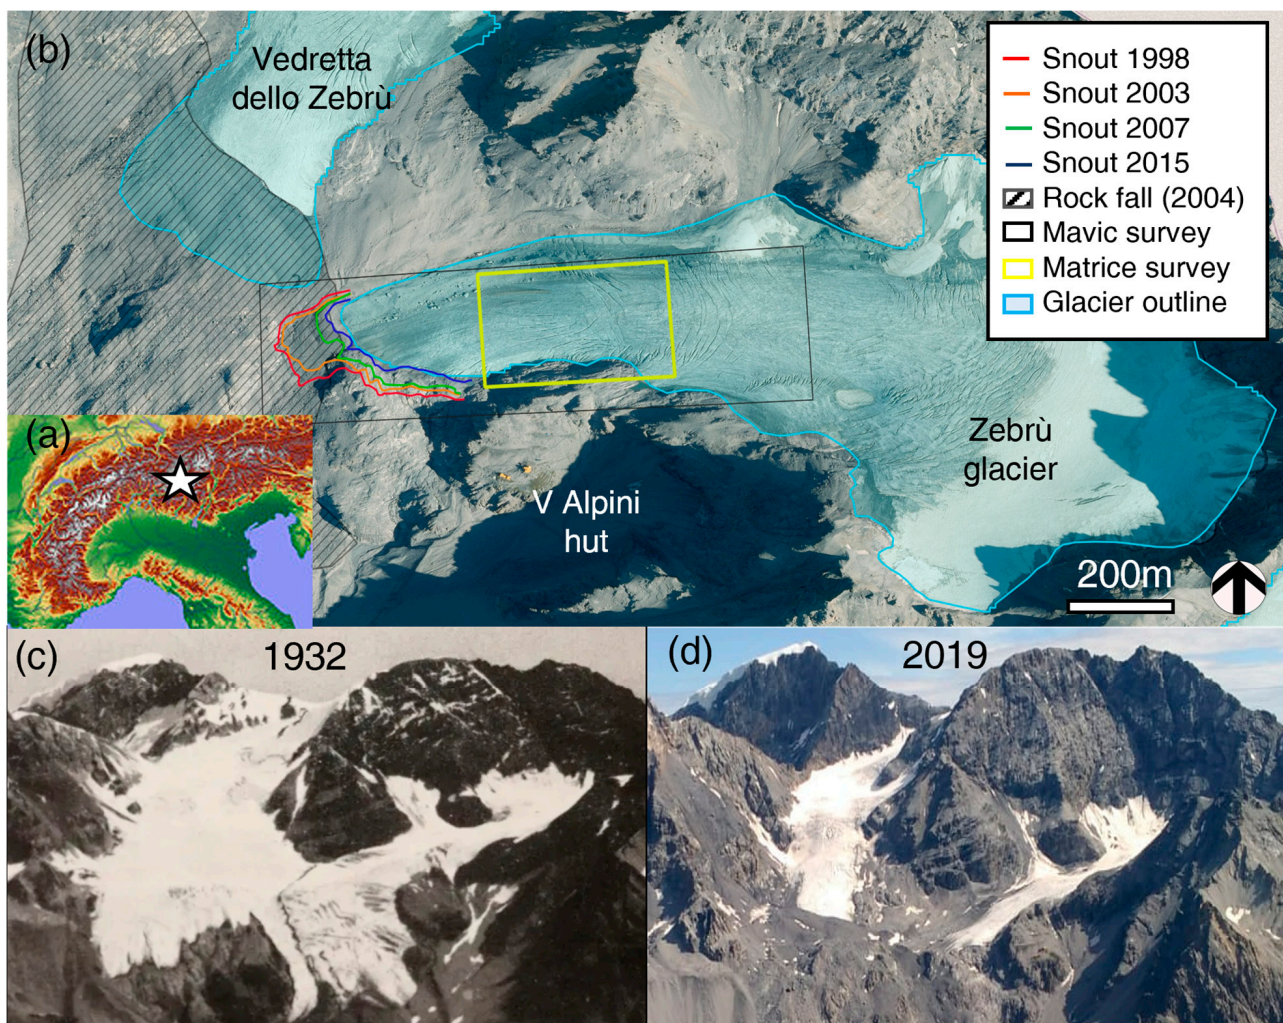 (b)
Vedretta
dello Zebrù
Snout 1998
Snout 2003
Snout 2007
Snout 2015
Rock fall (2004)
Mavic survey
Matrice survey
Glacier outline
(a)
V Alpini
hut
Zebrù
glacier
200m
(c)
1932
(d)
2019